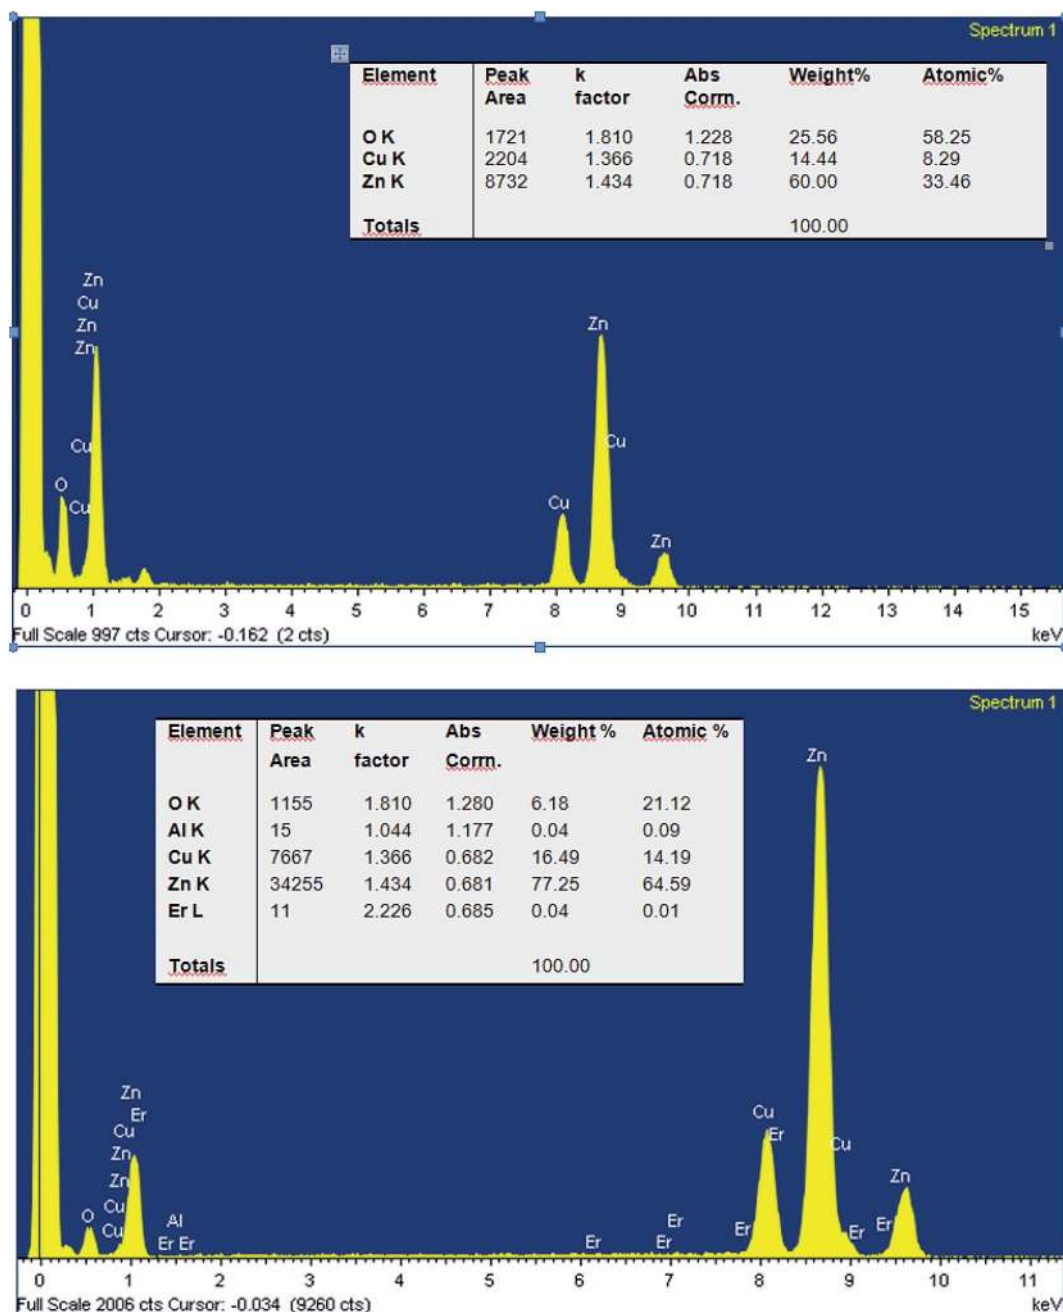 Spectrum 1
Element Peak Area k factor Abs Corrn. Weight% Atomic%
O K 1721 1.810 1.228 25.56 58.25
Cu K 2204 1.366 0.718 14.44 8.29
Zn K 8732 1.434 0.718 60.00 33.46
Totals 100.00
Zn
Cu
Zn
Zn
Cu
O
Cu
Cu
Zn
Cu
Zn
0 1 2 3 4 5 6 7 8 9 10 11 12 13 14 15
Full Scale 997 cts Cursor: -0.162 (2 cts) keV
Spectrum 1
Element Peak Area k factor Abs Corrn. Weight % Atomic %
O K 1155 1.810 1.280 6.18 21.12
Al K 15 1.044 1.177 0.04 0.09
Cu K 7667 1.366 0.682 16.49 14.19
Zn K 34255 1.434 0.681 77.25 64.59
Er L 11 2.226 0.685 0.04 0.01
Totals 100.00
Zn
Er
Cu
Zn
Zn
Cu
O
Cu
Al
Er Er
Er
Er
Er
Er
Cu
Er
Zn
Cu
Er
Er
Zn
0 1 2 3 4 5 6 7 8 9 10 11
Full Scale 2006 cts Cursor: -0.034 (9260 cts) keV